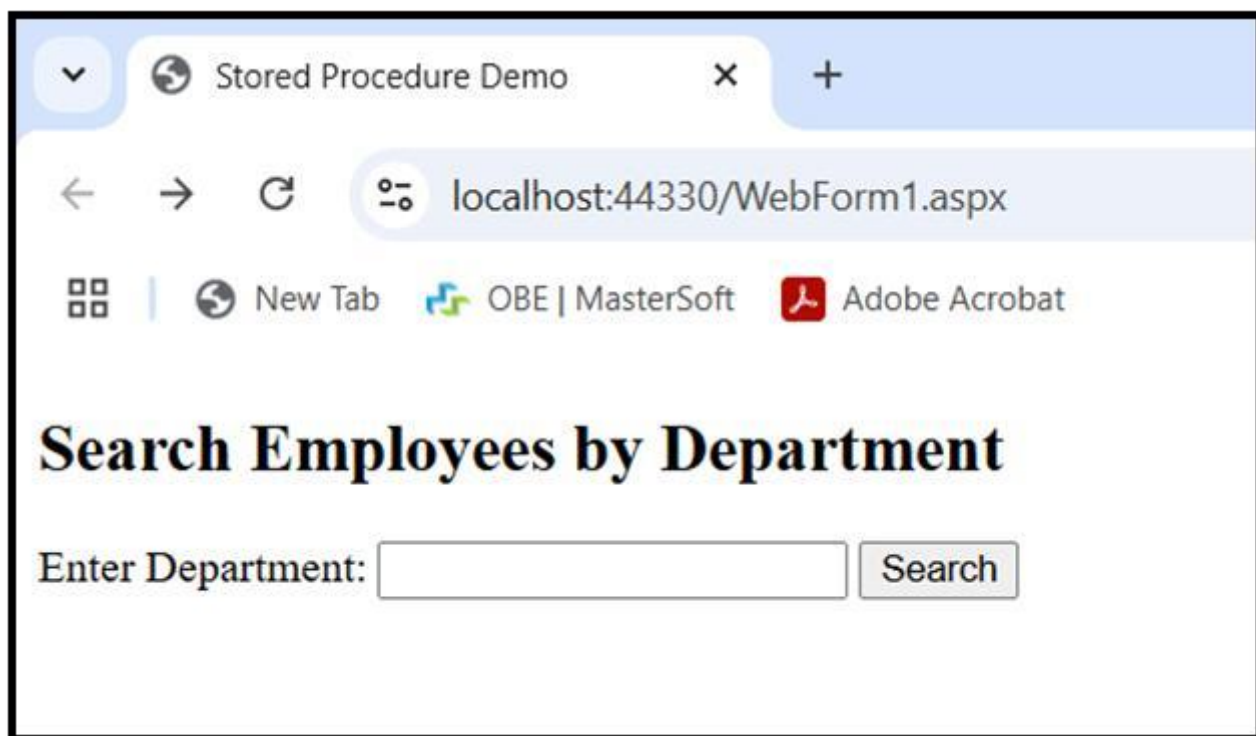 Stored Procedure Demo
localhost:44330/WebForm1.aspx
New Tab OBE | MasterSoft Adobe Acrobat
Search Employees by Department
Enter Department: Search